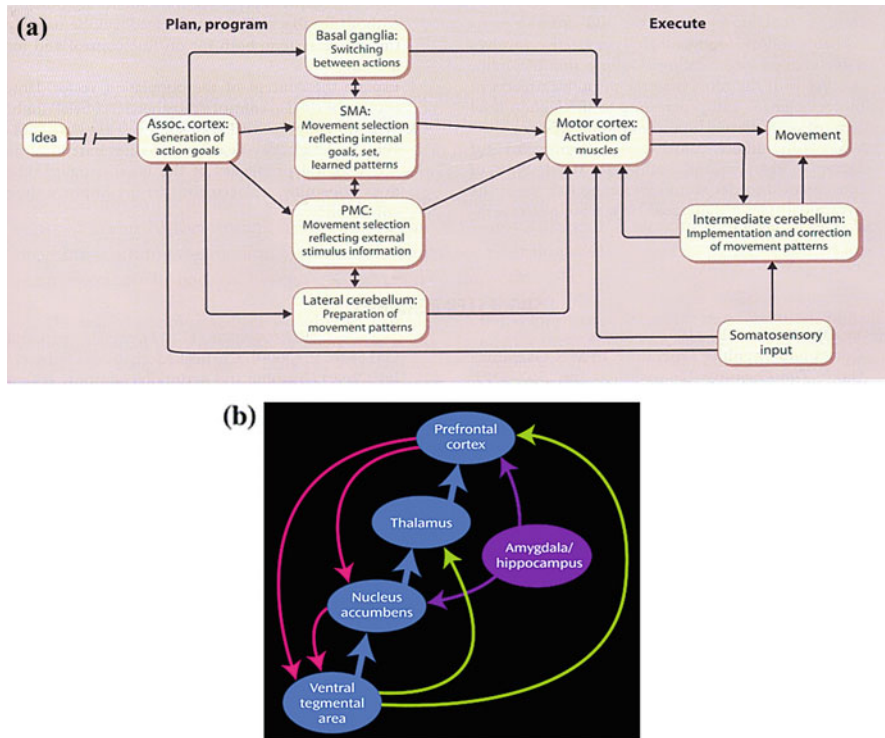 (a)
Plan, program
Execute
Basal ganglia:
Switching
between actions
Idea
Assoc. cortex:
Generation of
action goals
SMA:
Movement selection
reflecting internal
goals, set,
learned patterns
Motor cortex:
Activation of
muscles
Movement
PMC:
Movement selection
reflecting external
stimulus information
Intermediate cerebellum:
Implementation and correction
of movement patterns
Lateral cerebellum:
Preparation of
movement patterns
Somatosensory
input
(b)
Prefrontal
cortex
Thalamus
Amygdala/
hippocampus
Nucleus
accumbens
Ventral
tegmental
area